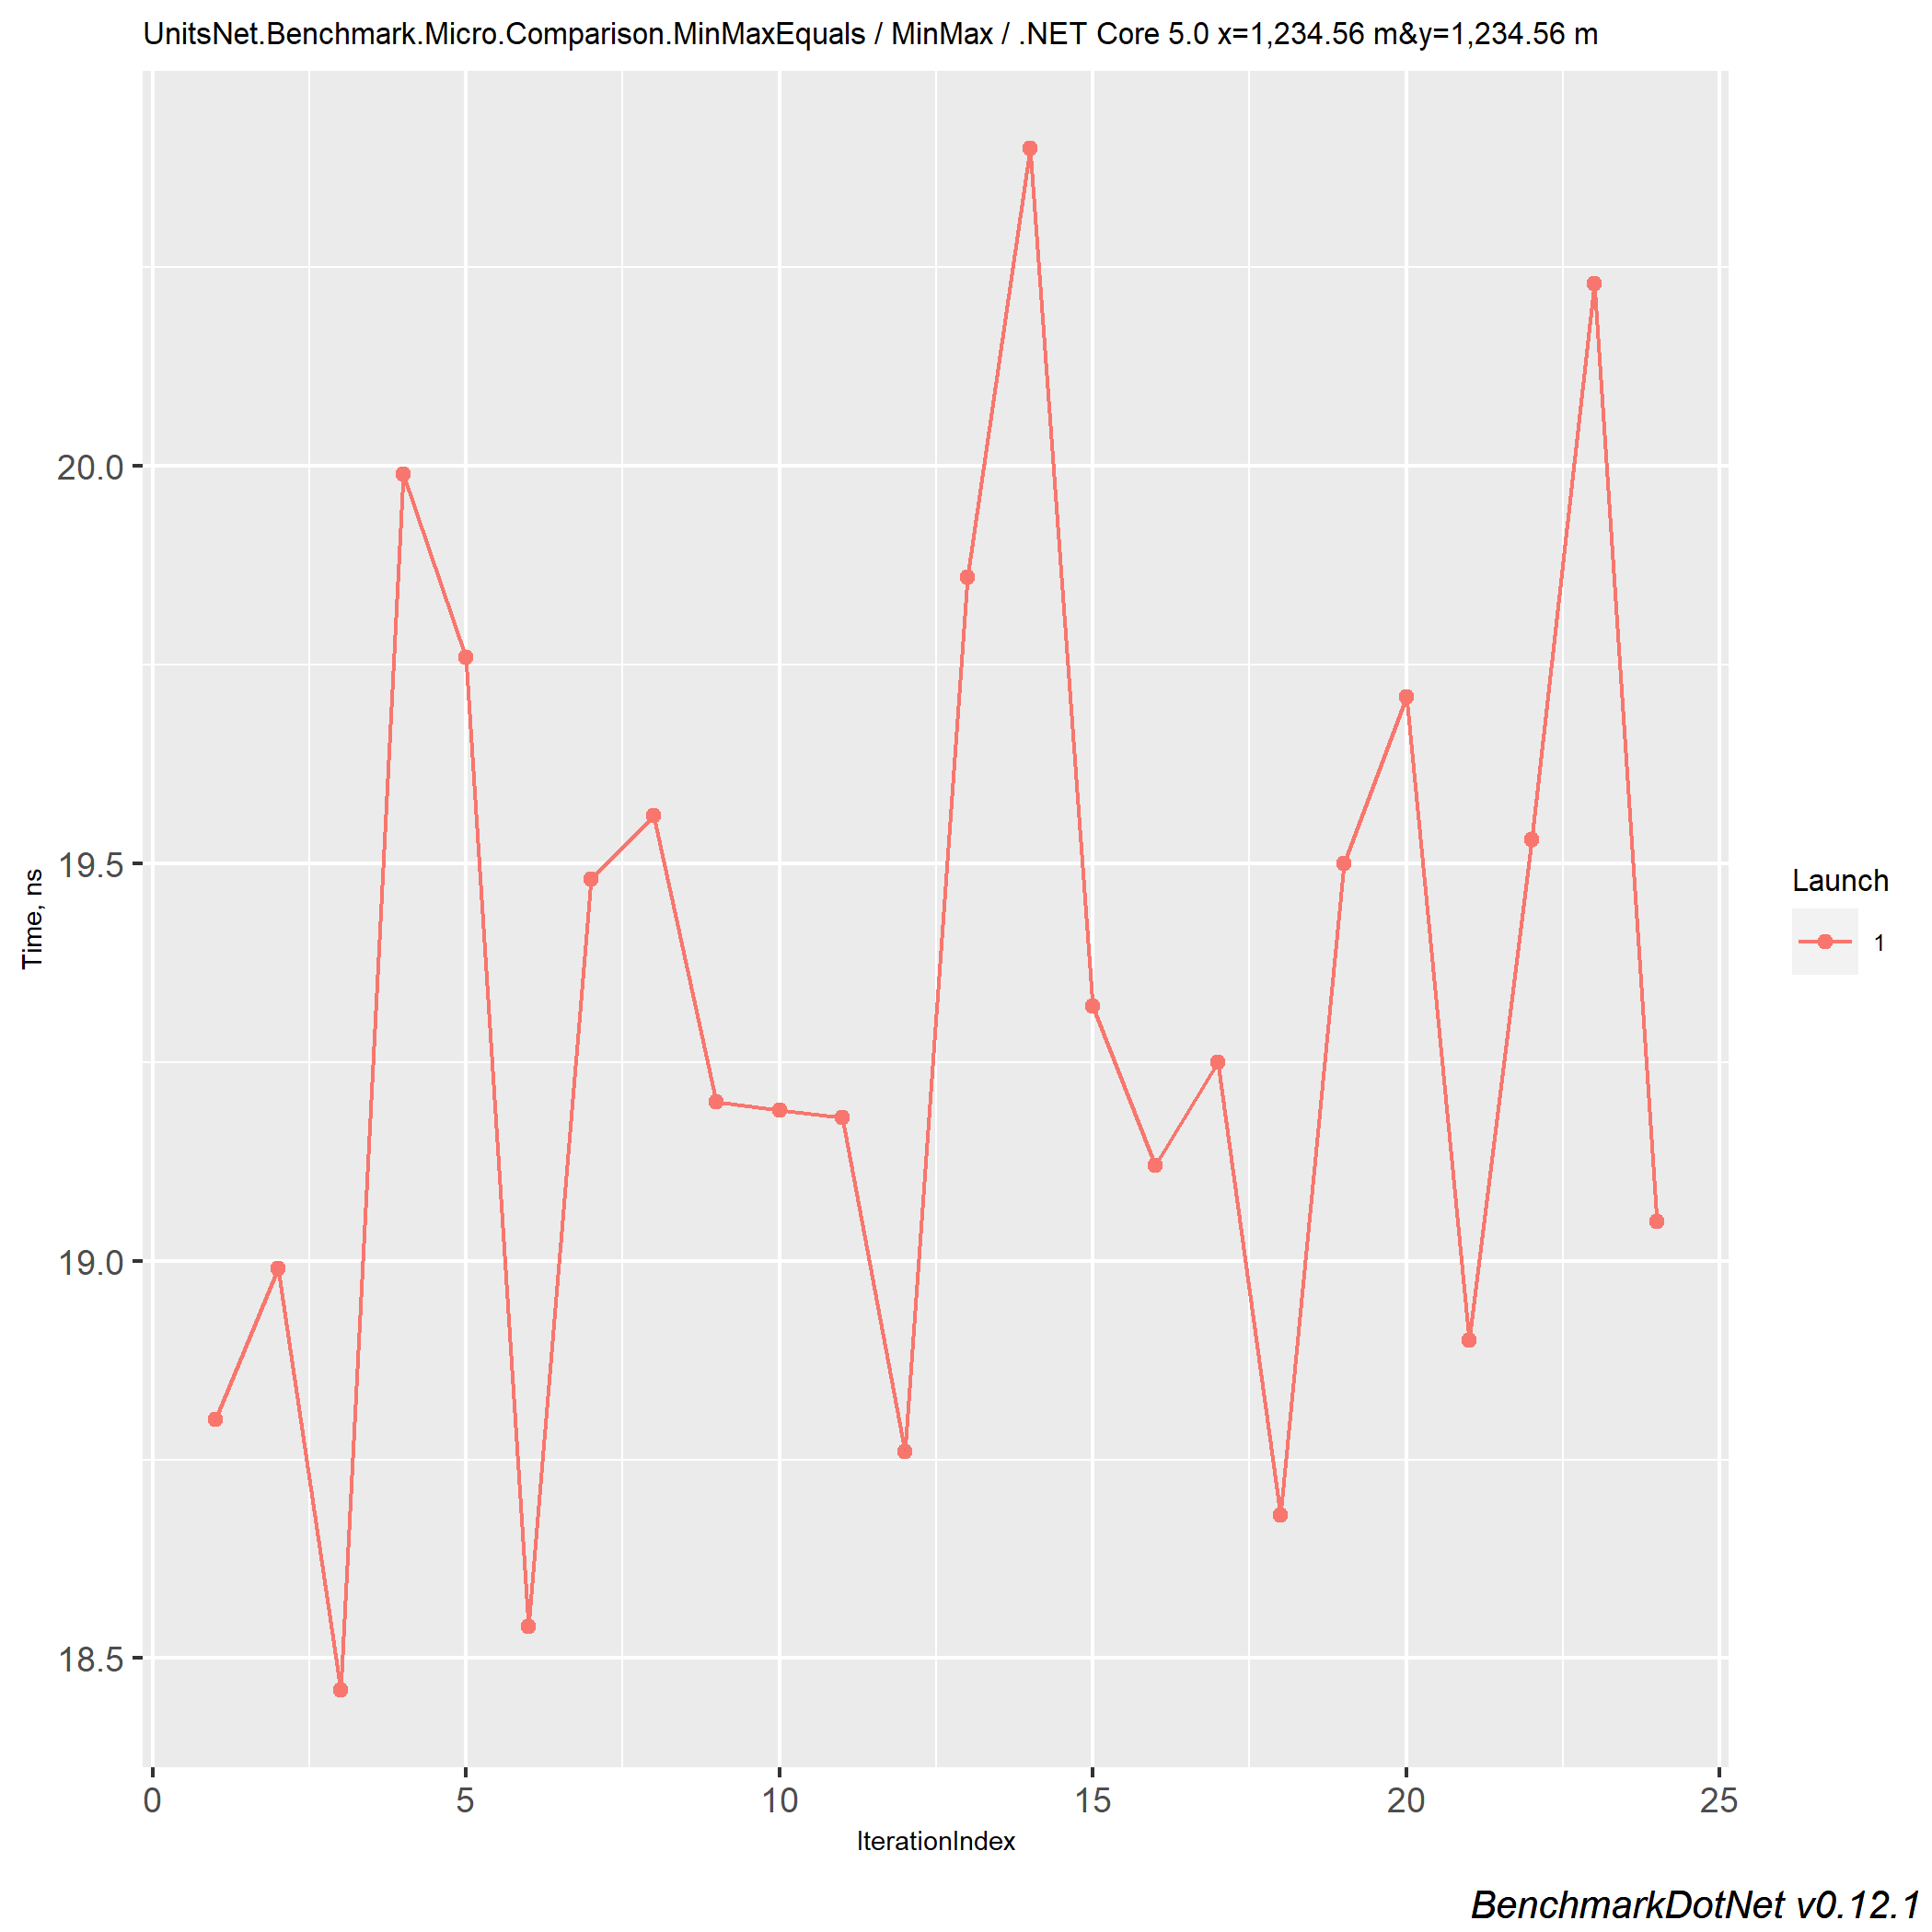 UnitsNet.Benchmark.Micro.Comparison.MinMaxEquals / MinMax / .NET Core 5.0 x=1,234.56 m&y=1,234.56 m
Time, ns
20.0
19.5
19.0
18.5
0 5 10 15 20 25
IterationIndex
Launch
1
BenchmarkDotNet v0.12.1